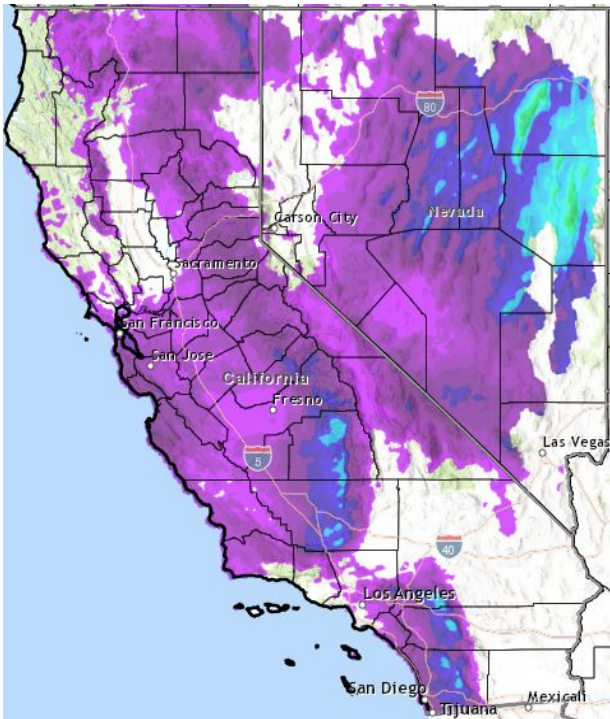 80
Nevada
Carson City
Sacramento
San Francisco
San Jose
California
Fresno
5
Las Vegas
40
Los Angeles
San Diego
Tijuana
Mexicali